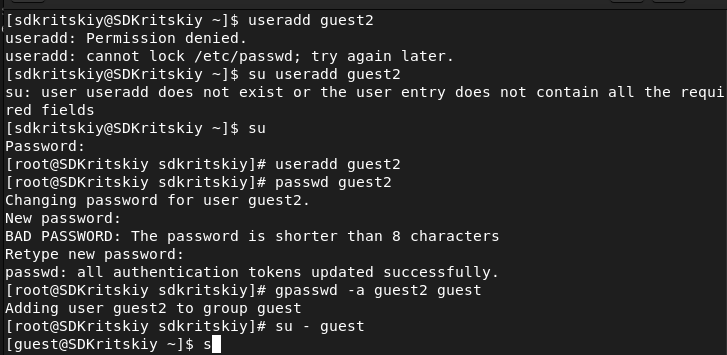 [sdkritskiy@SDKritskiy ~]$ useradd guest2
useradd: Permission denied.
useradd: cannot lock /etc/passwd; try again later.
[sdkritskiy@SDKritskiy ~]$ su useradd guest2
su: user useradd does not exist or the user entry does not contain all the requi
red fields
[sdkritskiy@SDKritskiy ~]$ su
Password:
[root@SDKritskiy sdkritskiy]# useradd guest2
[root@SDKritskiy sdkritskiy]# passwd guest2
Changing password for user guest2.
New password:
BAD PASSWORD: The password is shorter than 8 characters
Retype new password:
passwd: all authentication tokens updated successfully.
[root@SDKritskiy sdkritskiy]# gpasswd -a guest2 guest
Adding user guest2 to group guest
[root@SDKritskiy sdkritskiy]# su - guest
[guest@SDKritskiy ~]$ s